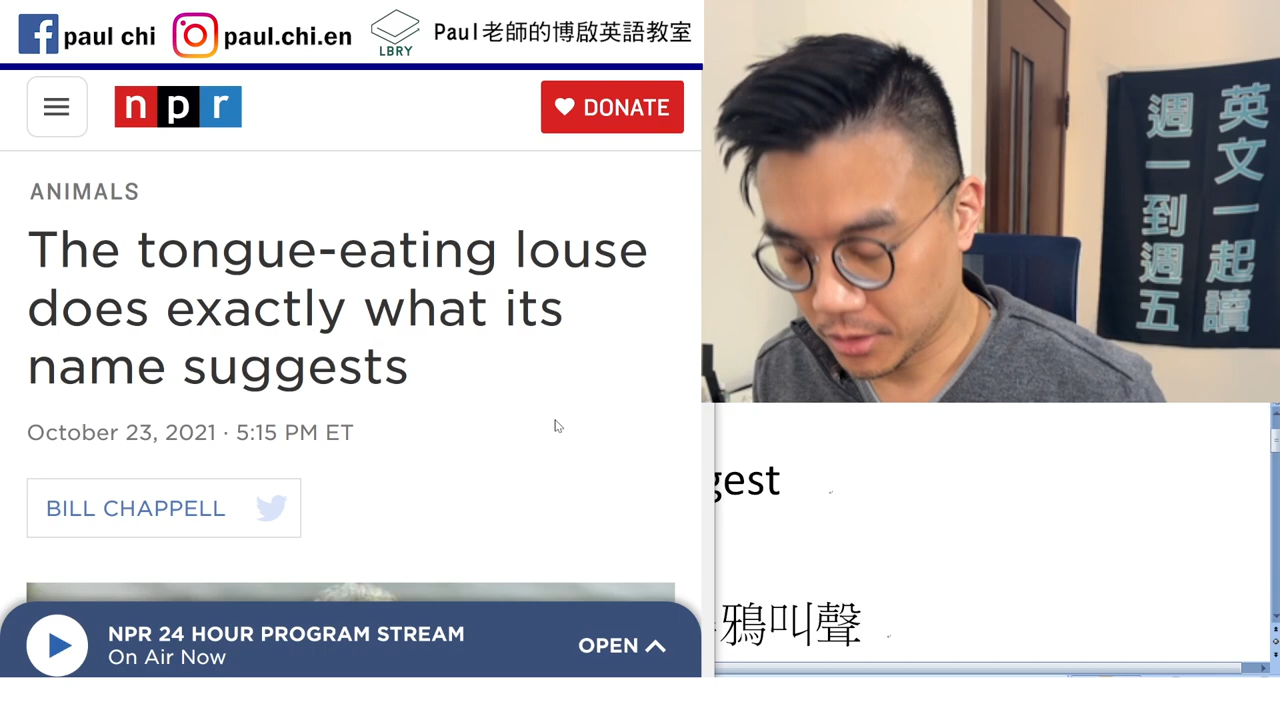 paul chi
paul.chi.en
LBRY
Paul老師的博啟英語教室
npr
DONATE
ANIMALS
The tongue-eating louse
does exactly what its
name suggests
October 23, 2021 · 5:15 PM ET
BILL CHAPPELL
NPR 24 HOUR PROGRAM STREAM
On Air Now
OPEN
英文一起讀
週一到週五
gest
鴉叫聲